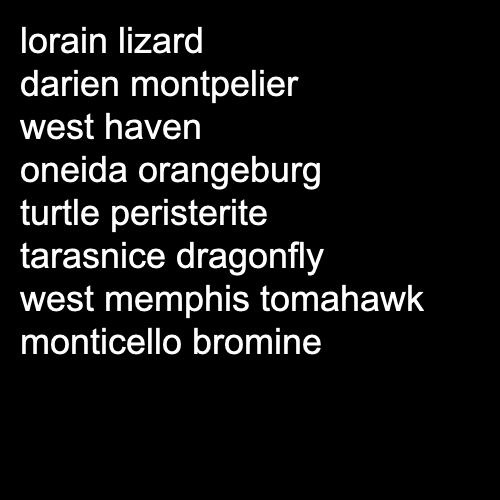 lorain lizard
darien montpelier
west haven
oneida orangeburg
turtle peristerite
tarasnice dragonfly
west memphis tomahawk
monticello bromine